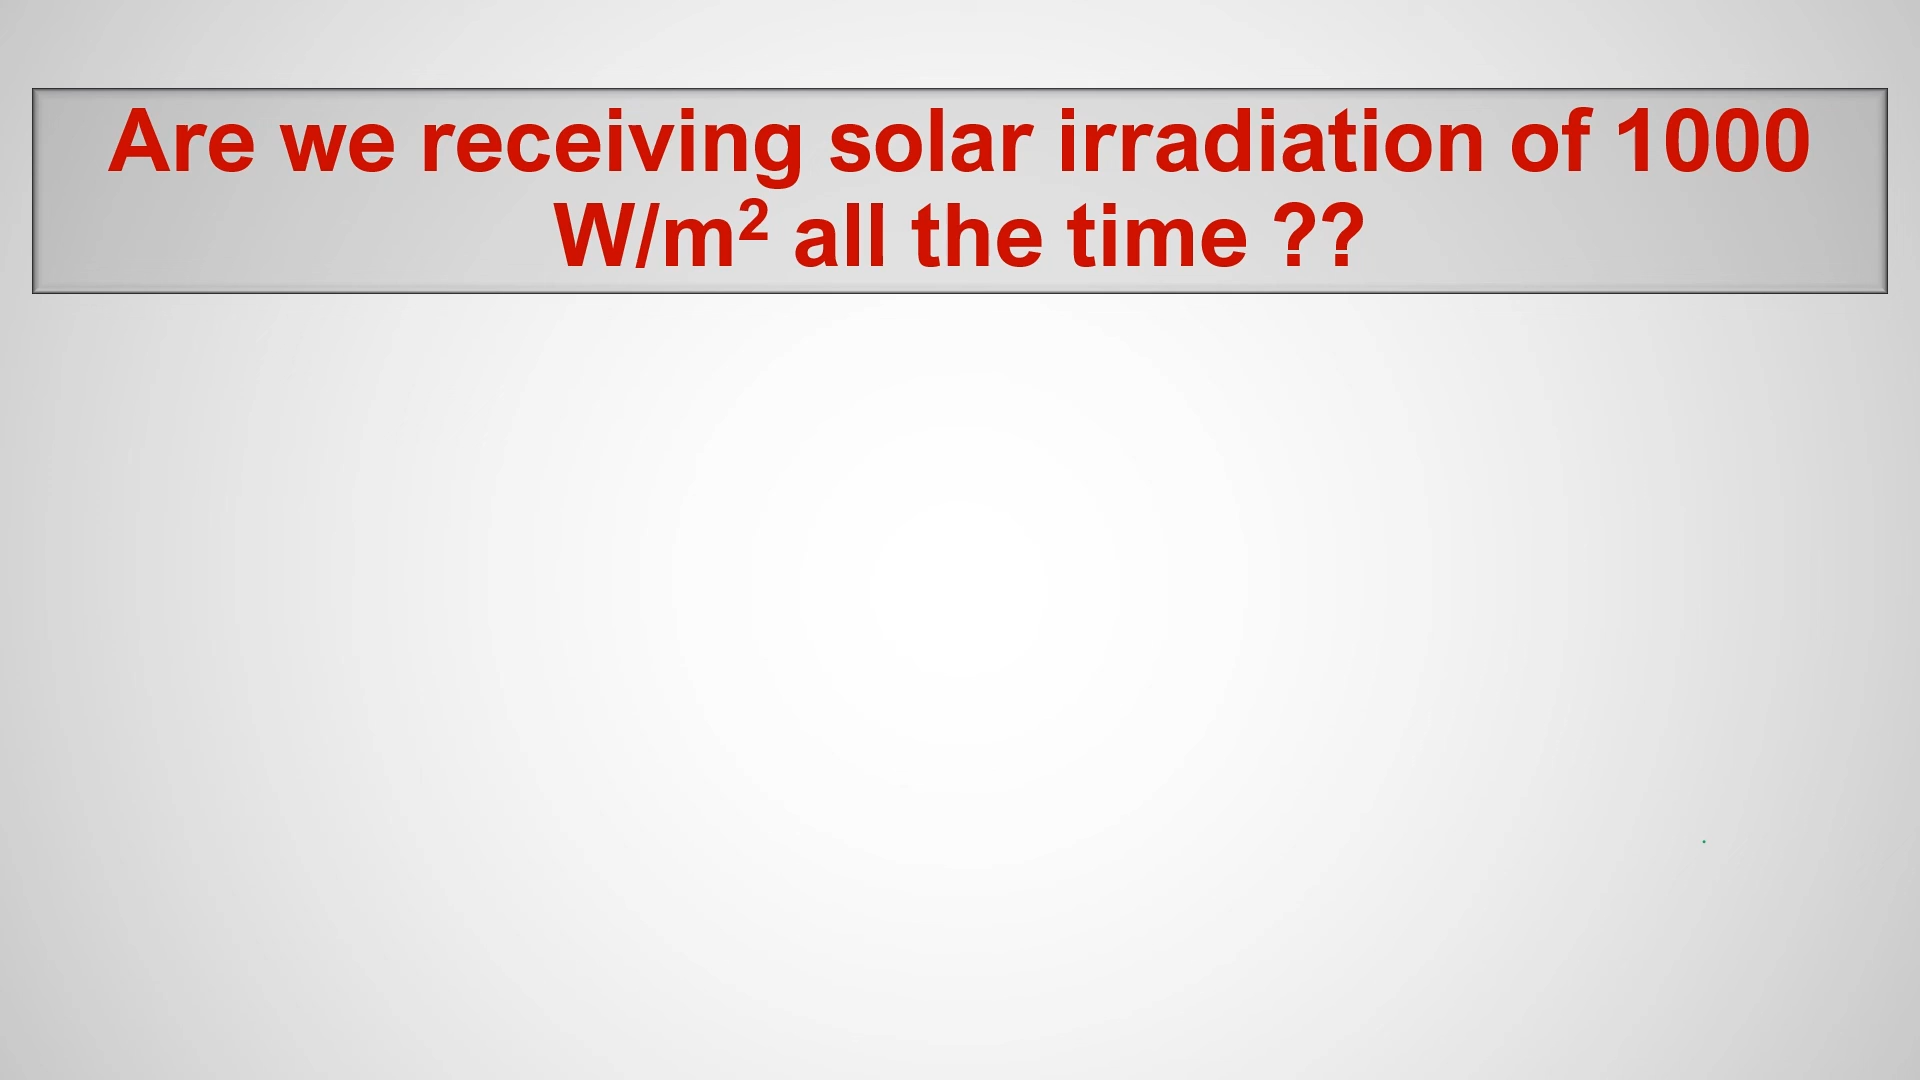 Are we receiving solar irradiation of 1000
W/m² all the time ??